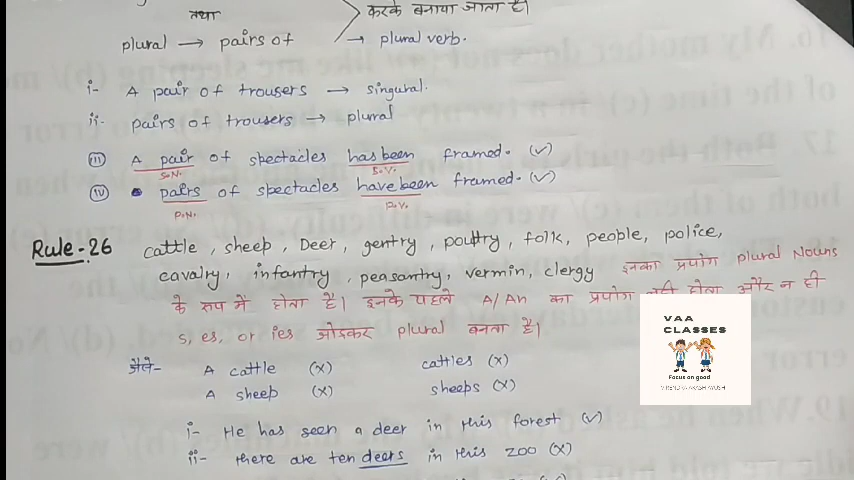 तथा
करके बनाया जाता है।
plural → pairs of → plural verb.
i- A pair of trousers → singural.
ii- pairs of trousers → plural
(iii) A pair of spectacles has been framed. (✓)
S.N. S.V.
(iv) pairs of spectacles have been framed. (✓)
P.N. P.V.
Rule-26 cattle, sheep, Deer, gentry, poultry, folk, people, police,
cavalry, infantry, peasantry, vermin, clergy इनका प्रयोग plural Nouns
के रूप में होता है। इनके पहले A/An का प्रयोग नही होता और न ही
s, es, or ies जोडकर plural बनता है।
जैसे- A cattle (x) cattles (x)
A sheep (x) sheeps (x)
i- He has seen a deer in this forest (✓)
ii- there are ten deers in this zoo (x)
VAA
CLASSES
Focus on good